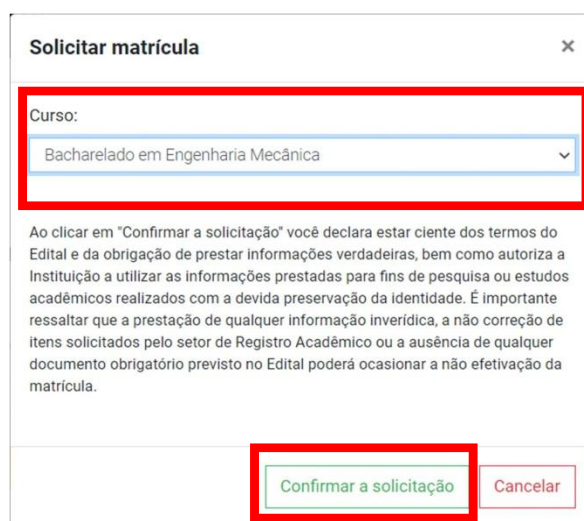 Solicitar matrícula ×
Curso:
Bacharelado em Engenharia Mecânica
Ao clicar em "Confirmar a solicitação" você declara estar ciente dos termos do
Edital e da obrigação de prestar informações verdadeiras, bem como autoriza a
Instituição a utilizar as informações prestadas para fins de pesquisa ou estudos
acadêmicos realizados com a devida preservação da identidade. É importante
ressaltar que a prestação de qualquer informação inverídica, a não correção de
itens solicitados pelo setor de Registro Acadêmico ou a ausência de qualquer
documento obrigatório previsto no Edital poderá ocasionar a não efetivação da
matrícula.
Confirmar a solicitação Cancelar